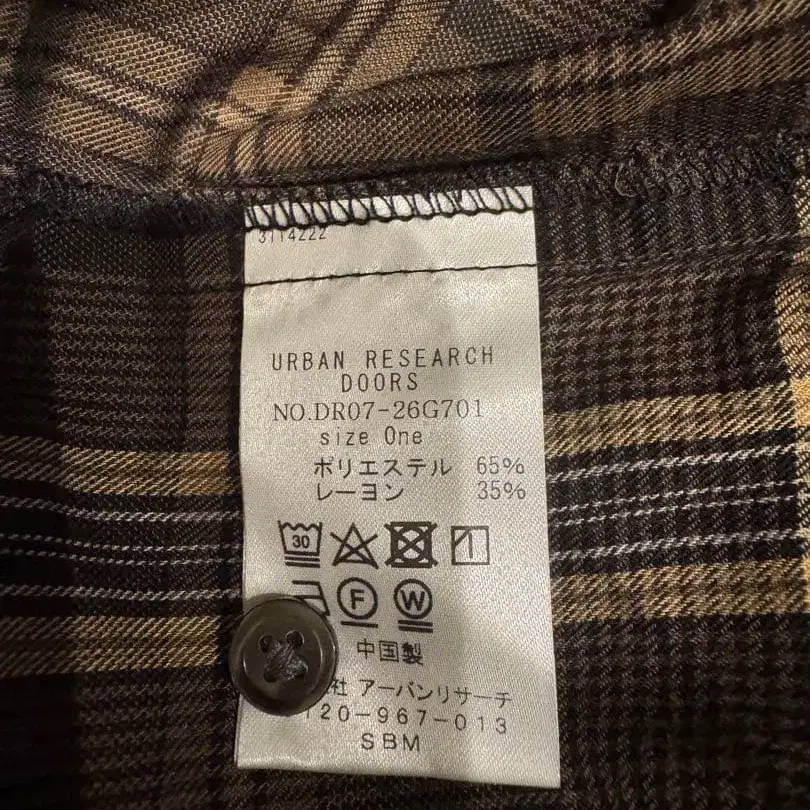 3114222
URBAN RESEARCH
DOORS
NO.DR07-26G701
size One
ポリエステル 65%
レーヨン 35%
30
F W
中国製
社 アーバンリサーチ
120-967-013
SBM